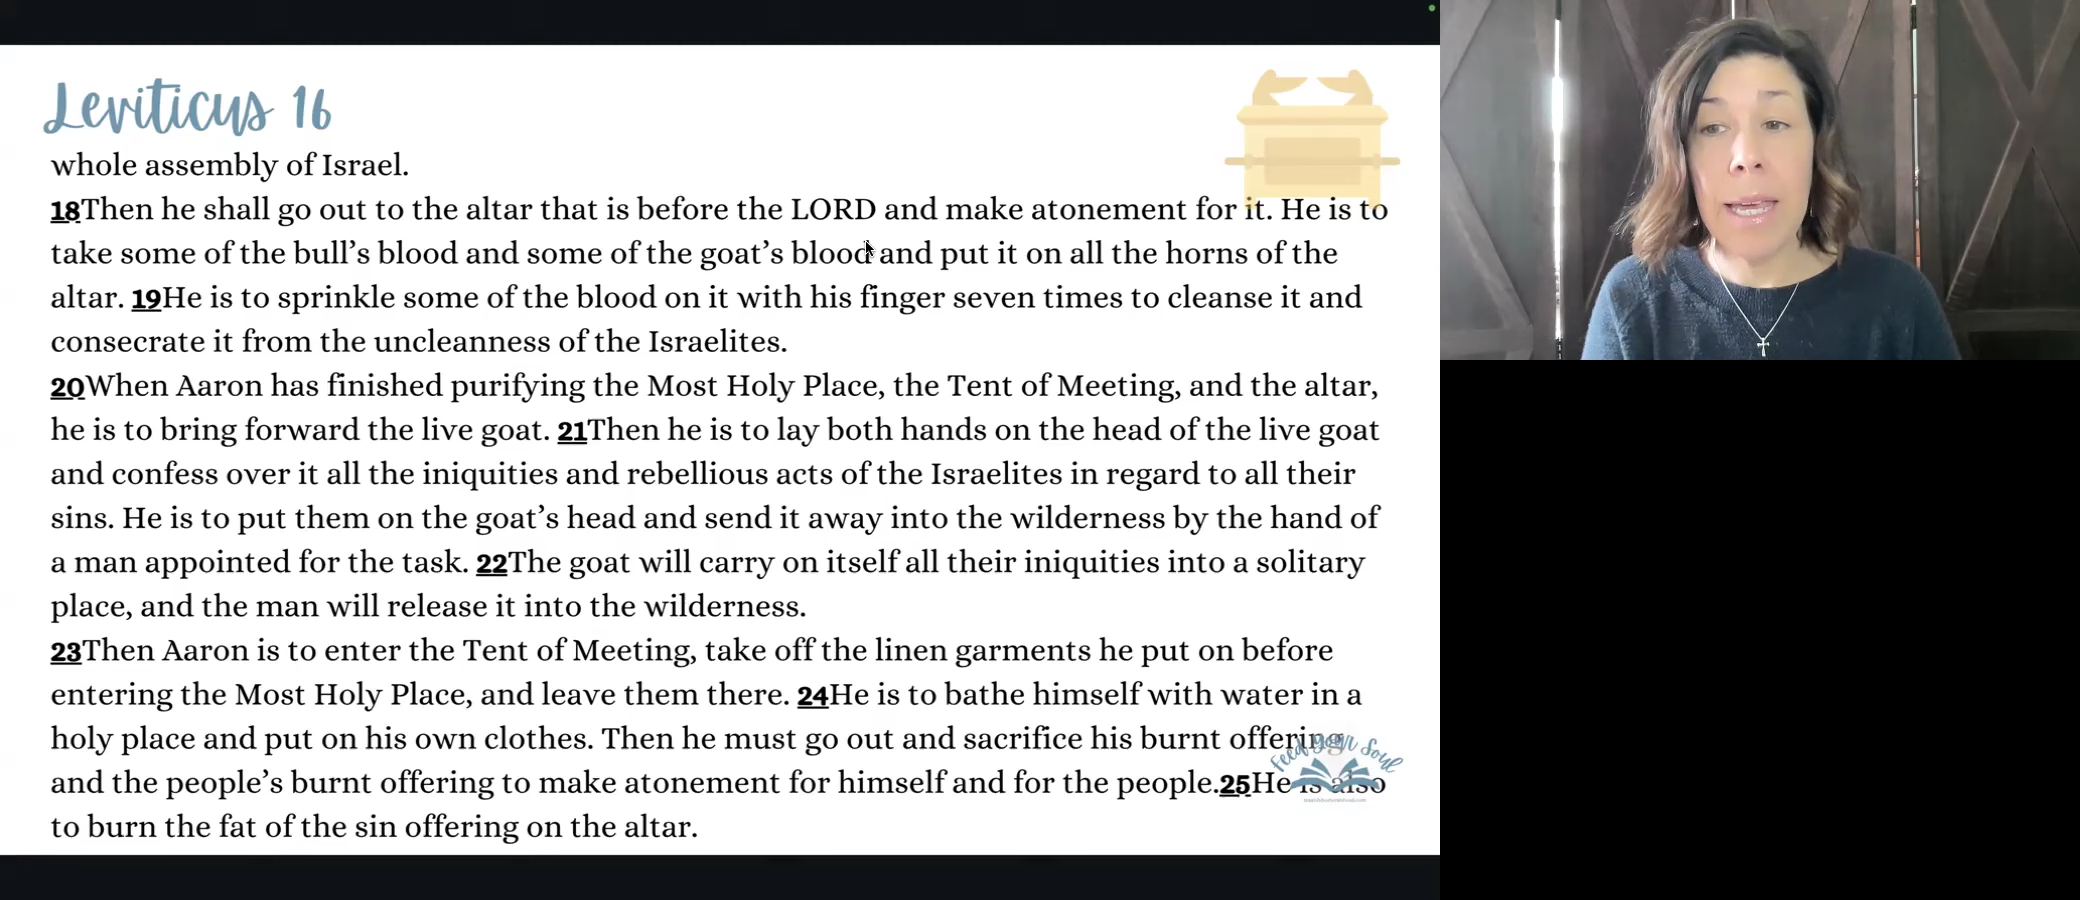 Leviticus 16
whole assembly of Israel.
18Then he shall go out to the altar that is before the LORD and make atonement for it. He is to
take some of the bull’s blood and some of the goat’s blood and put it on all the horns of the
altar. 19He is to sprinkle some of the blood on it with his finger seven times to cleanse it and
consecrate it from the uncleanness of the Israelites.
20When Aaron has finished purifying the Most Holy Place, the Tent of Meeting, and the altar,
he is to bring forward the live goat. 21Then he is to lay both hands on the head of the live goat
and confess over it all the iniquities and rebellious acts of the Israelites in regard to all their
sins. He is to put them on the goat’s head and send it away into the wilderness by the hand of
a man appointed for the task. 22The goat will carry on itself all their iniquities into a solitary
place, and the man will release it into the wilderness.
23Then Aaron is to enter the Tent of Meeting, take off the linen garments he put on before
entering the Most Holy Place, and leave them there. 24He is to bathe himself with water in a
holy place and put on his own clothes. Then he must go out and sacrifice his burnt offering
and the people’s burnt offering to make atonement for himself and for the people.25He is also
to burn the fat of the sin offering on the altar.
Feed Your Soul